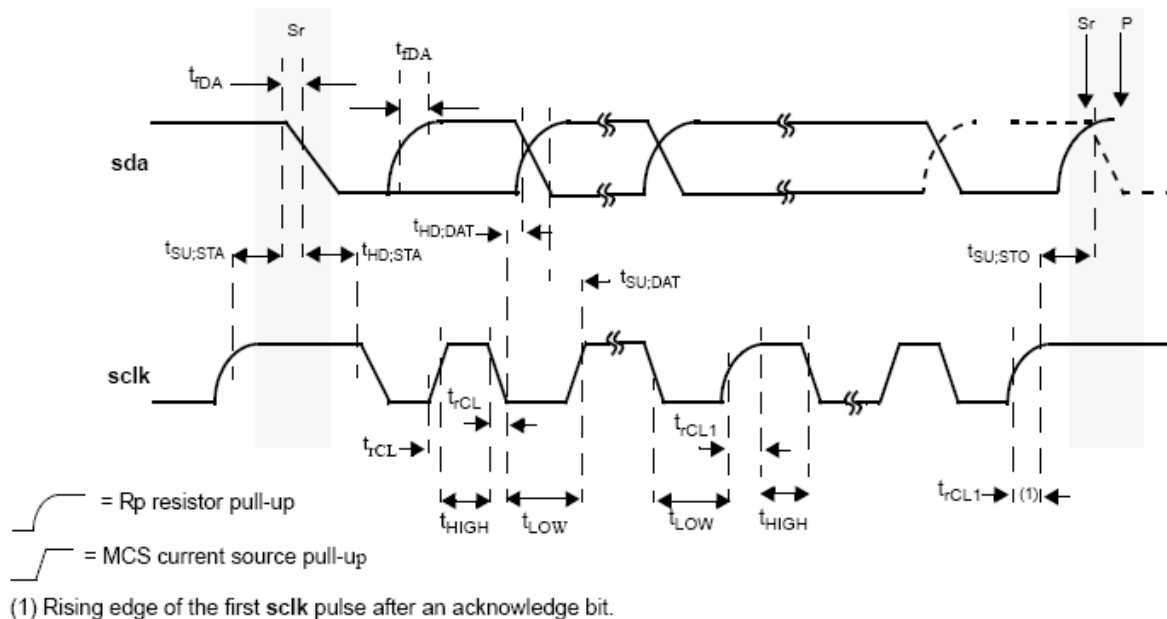 Sr
tfDA
tfDA
Sr
P
sda
tSU;STA
tHD;STA
tHD;DAT
tSU;DAT
tSU;STO
sclk
trCL
trCL
trCL1
trCL1
(1)
tHIGH
tLOW
tLOW
tHIGH
= Rp resistor pull-up
= MCS current source pull-up
(1) Rising edge of the first sclk pulse after an acknowledge bit.